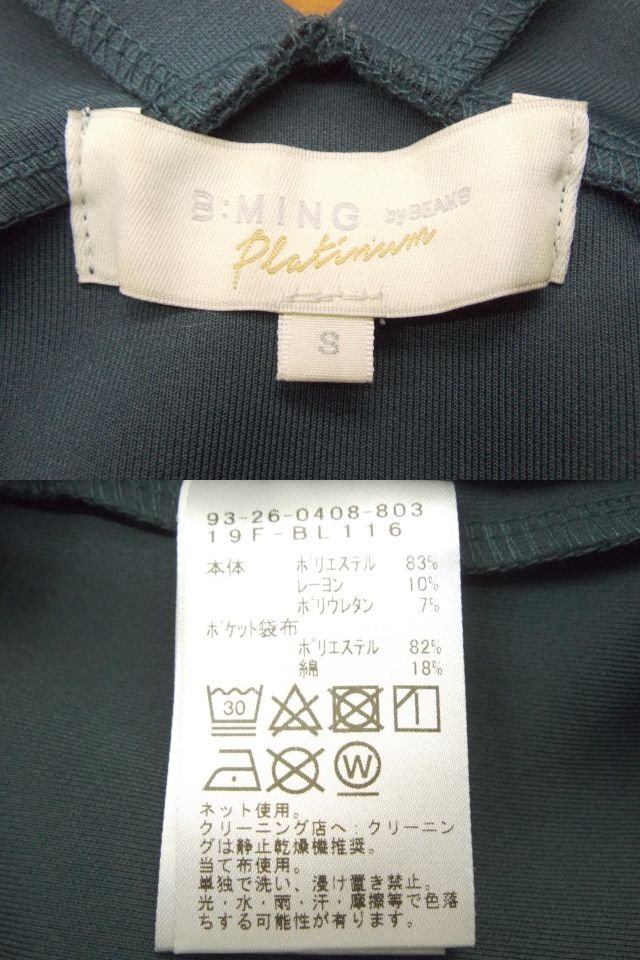 B:MING by BEAMS
Platinum
S
93-26-0408-803
19F-BL116
本体 ポリエステル 83%
レーヨン 10%
ポリウレタン 7%
ポケット袋布
ポリエステル 82%
綿 18%
30
W
ネット使用。
クリーニング店へ：クリーニン
グは静止乾燥機推奨。
当て布使用。
単独で洗い、浸け置き禁止。
光・水・雨・汗・摩擦等で色落
ちする可能性が有ります。